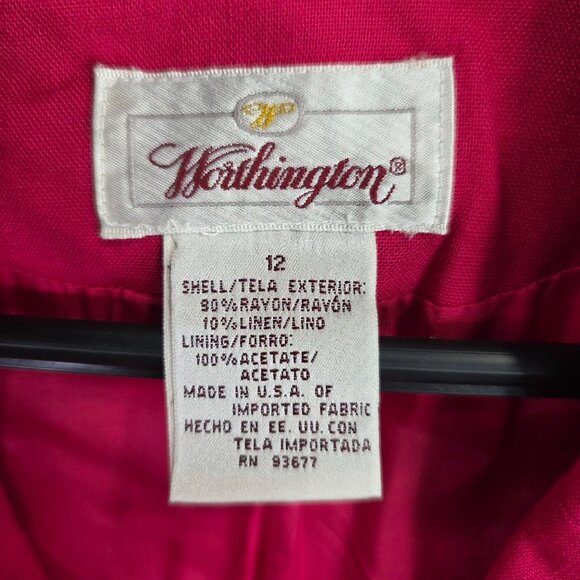 Worthington®
12
SHELL/TELA EXTERIOR:
90%RAYON/RAYÓN
10%LINEN/LINO
LINING/FORRO:
100%ACETATE/
ACETATO
MADE IN U.S.A. OF
IMPORTED FABRIC
HECHO EN EE. UU. CON
TELA IMPORTADA
RN 93677